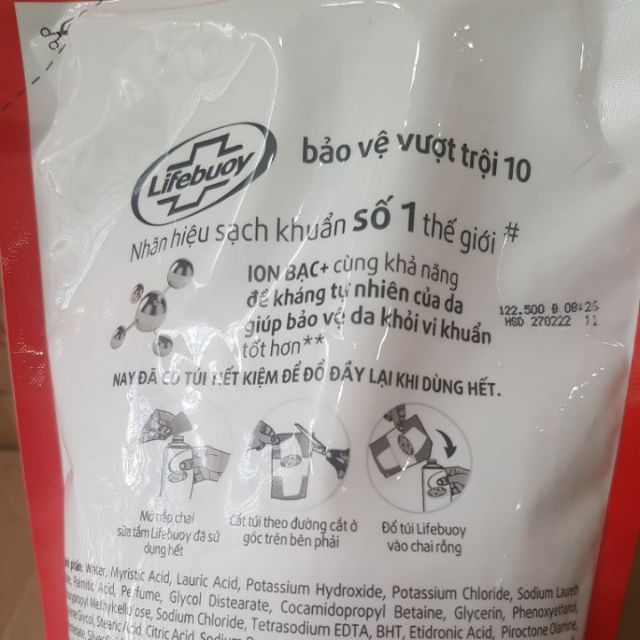 Lifebuoy
bảo vệ vượt trội 10
Nhãn hiệu sạch khuẩn số 1 thế giới #
ION BẠC+ cùng khả năng
đề kháng tự nhiên của da
giúp bảo vệ da khỏi vi khuẩn
tốt hơn**
122.500 Đ 08:26
HSD 270222 11
NAY ĐÃ CÓ TÚI TIẾT KIỆM ĐỂ ĐỔ ĐẦY LẠI KHI DÙNG HẾT.
Mở nắp chai
sữa tắm Lifebuoy đã sử
dụng hết
Cắt túi theo đường cắt ở
góc trên bên phải
Đổ túi Lifebuoy
vào chai rỗng
phần: Water, Myristic Acid, Lauric Acid, Potassium Hydroxide, Potassium Chloride, Sodium Laureth
Palmitic Acid, Perfume, Glycol Distearate, Cocamidopropyl Betaine, Glycerin, Phenoxyethanol,
Methylcellulose, Sodium Chloride, Tetrasodium EDTA, BHT, Etidronic Acid, Piroctone Olamine,
Glycol, Stearic Acid, Citric Acid, Sodium